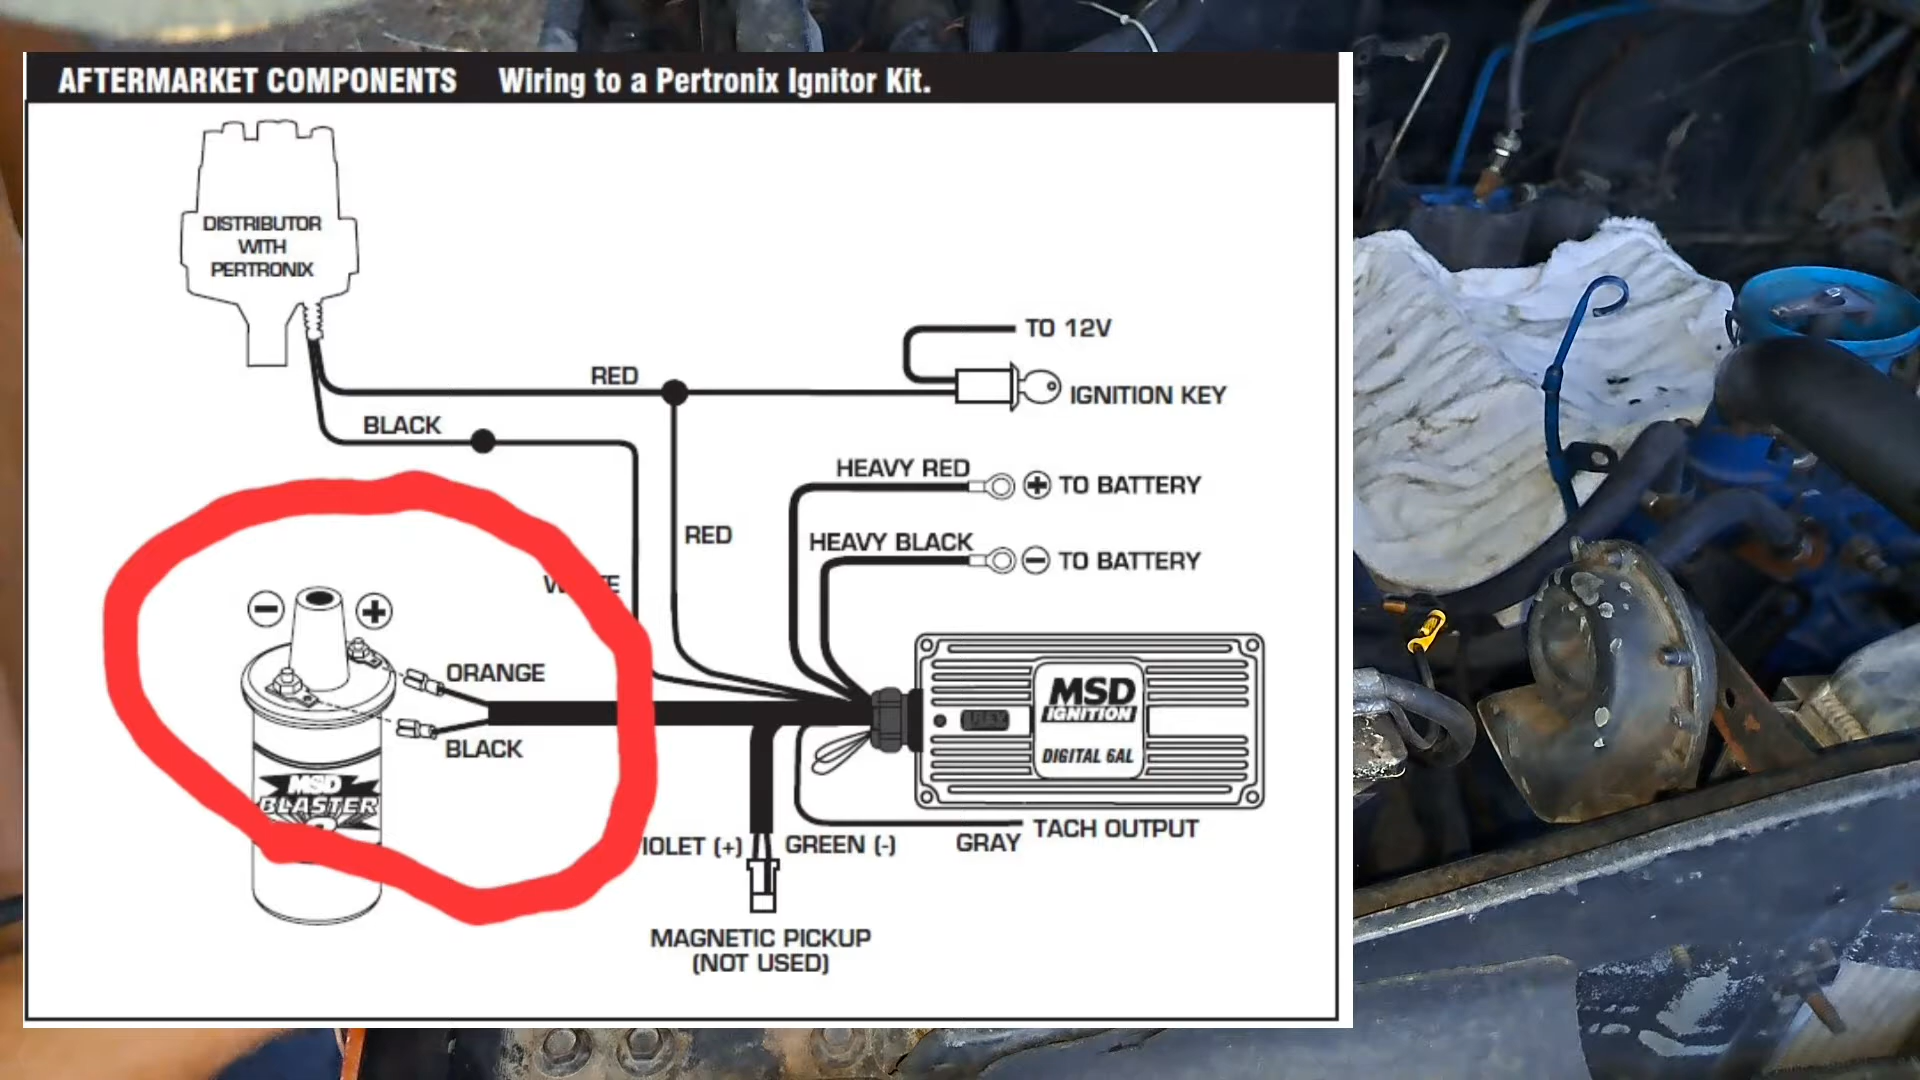 AFTERMARKET COMPONENTS Wiring to a Pertronix Ignitor Kit.
DISTRIBUTOR
WITH
PERTRONIX
TO 12V
RED
IGNITION KEY
BLACK
HEAVY RED
+ TO BATTERY
RED
HEAVY BLACK
- TO BATTERY
- +
ORANGE
BLACK
MSD
BLASTER
MSD
IGNITION
DIGITAL 6AL
IOLET (+)
GREEN (-)
GRAY
TACH OUTPUT
MAGNETIC PICKUP
(NOT USED)